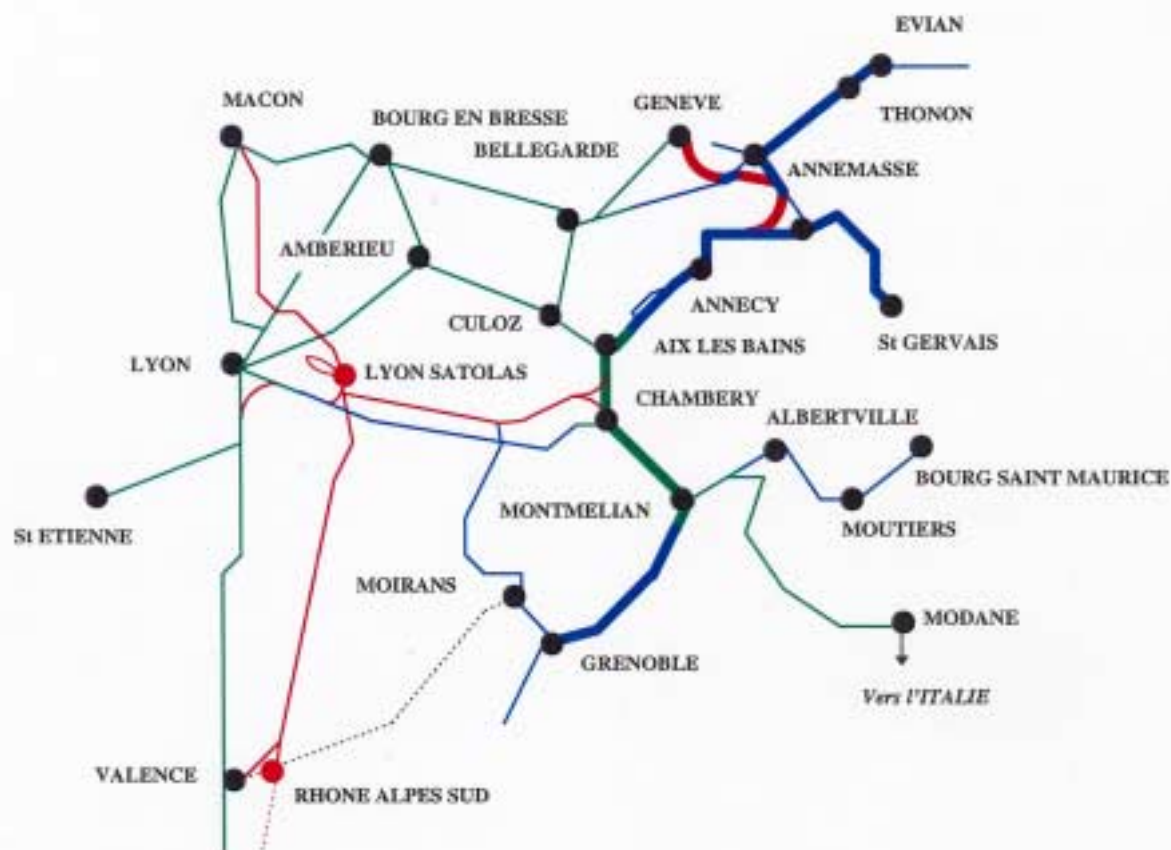 EVIAN
MACON
GENEVE
BOURG EN BRESSE
THONON
BELLEGARDE
ANNEMASSE
AMBERIEU
ANNECY
CULOZ
St GERVAIS
AIX LES BAINS
LYON
LYON SATOLAS
CHAMBERY
ALBERTVILLE
BOURG SAINT MAURICE
MONTMELIAN
MOUTIERS
St ETIENNE
MOIRANS
MODANE
GRENOBLE
Vers l'ITALIE
VALENCE
RHONE ALPES SUD